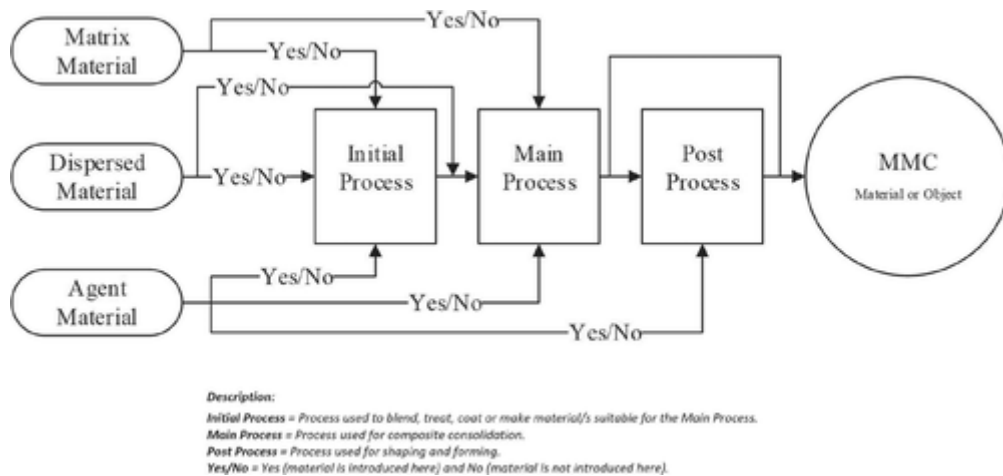 Matrix
Material
Yes/No
Yes/No
Yes/No
Dispersed
Material
Yes/No
Initial
Process
Main
Process
Post
Process
MMC
Material or Object
Agent
Material
Yes/No
Yes/No
Yes/No
Description:
Initial Process = Process used to blend, treat, coat or make material/s suitable for the Main Process.
Main Process = Process used for composite consolidation.
Post Process = Process used for shaping and forming.
Yes/No = Yes (material is introduced here) and No (material is not introduced here).